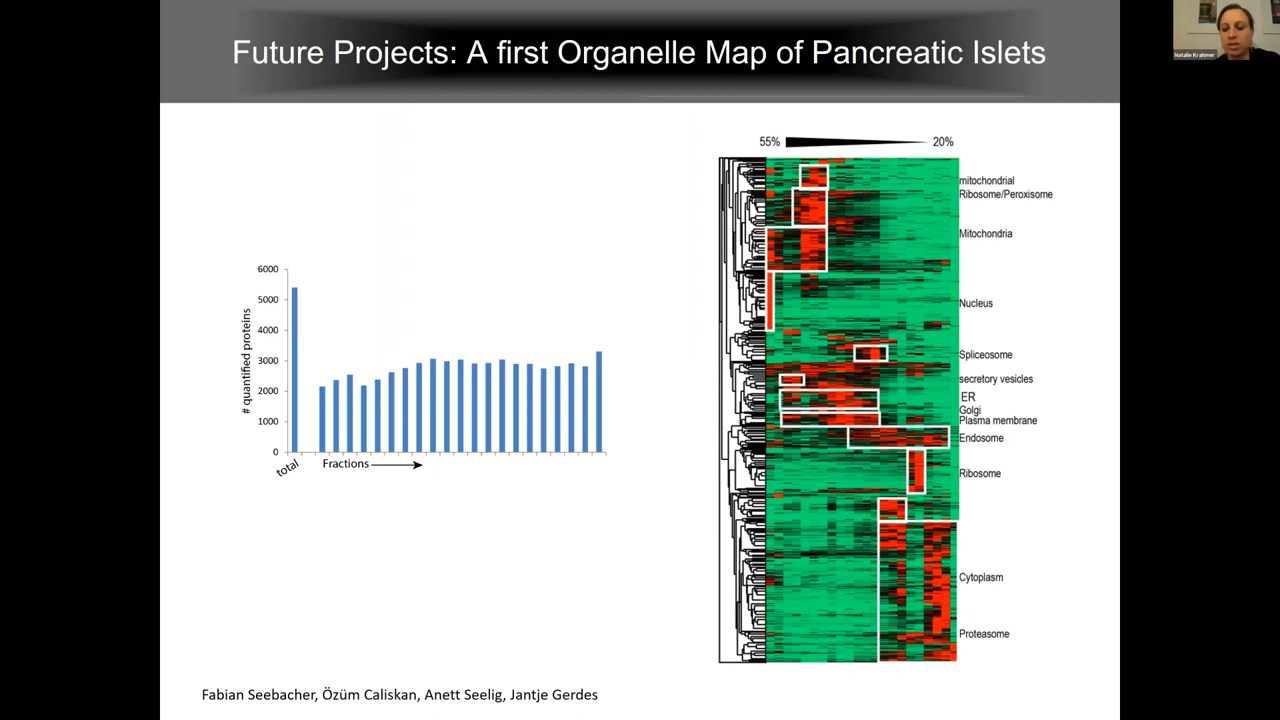 Future Projects: A first Organelle Map of Pancreatic Islets
Natalie Krahmer
55% 20%
mitochondrial
Ribosome/Peroxisome
Mitochondria
Nucleus
Spliceosome
secretory vesicles
ER
Golgi
Plasma membrane
Endosome
Ribosome
Cytoplasm
Proteasome
# quantified proteins
6000
5000
4000
3000
2000
1000
0
total
Fractions
Fabian Seebacher, Özüm Caliskan, Anett Seelig, Jantje Gerdes